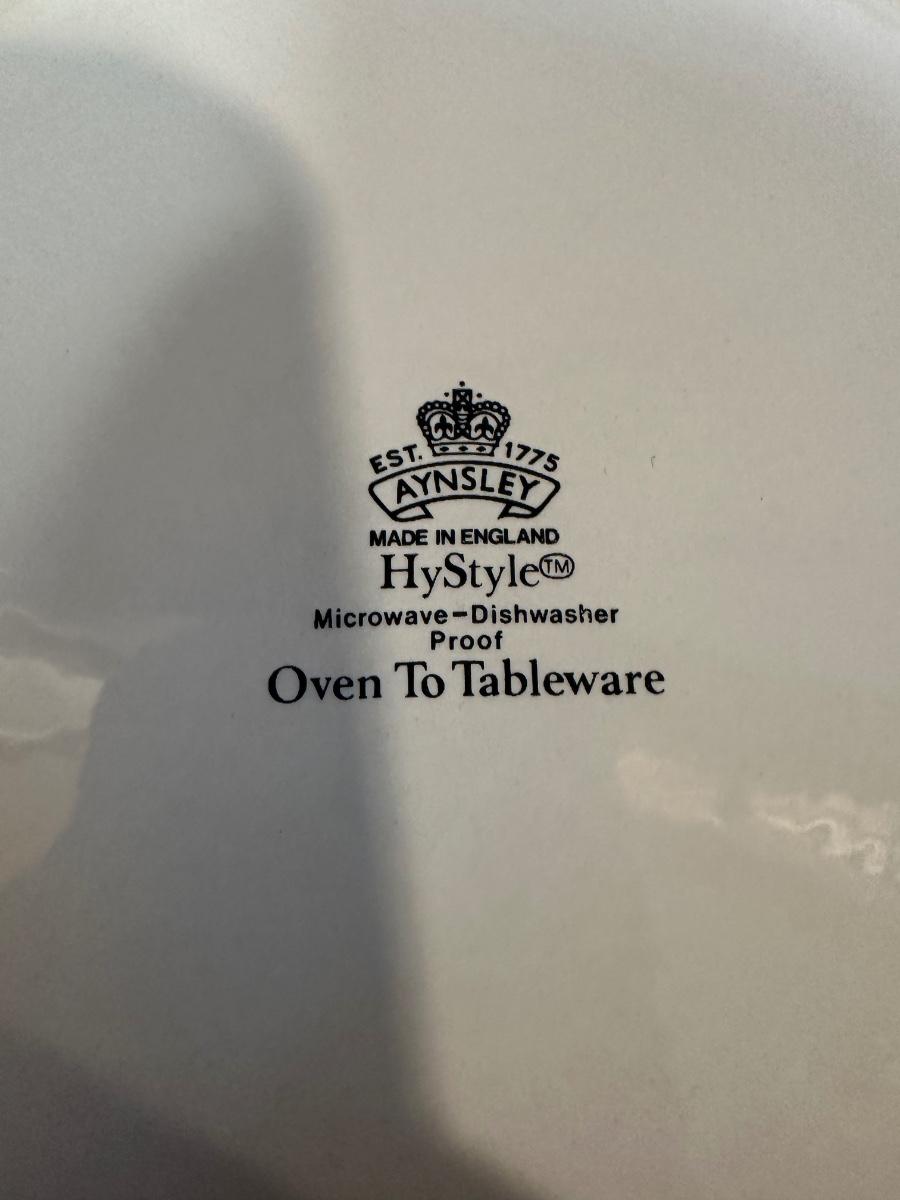 EST. 1775
AYNSLEY
MADE IN ENGLAND
HyStyle™
Microwave-Dishwasher
Proof
Oven To Tableware